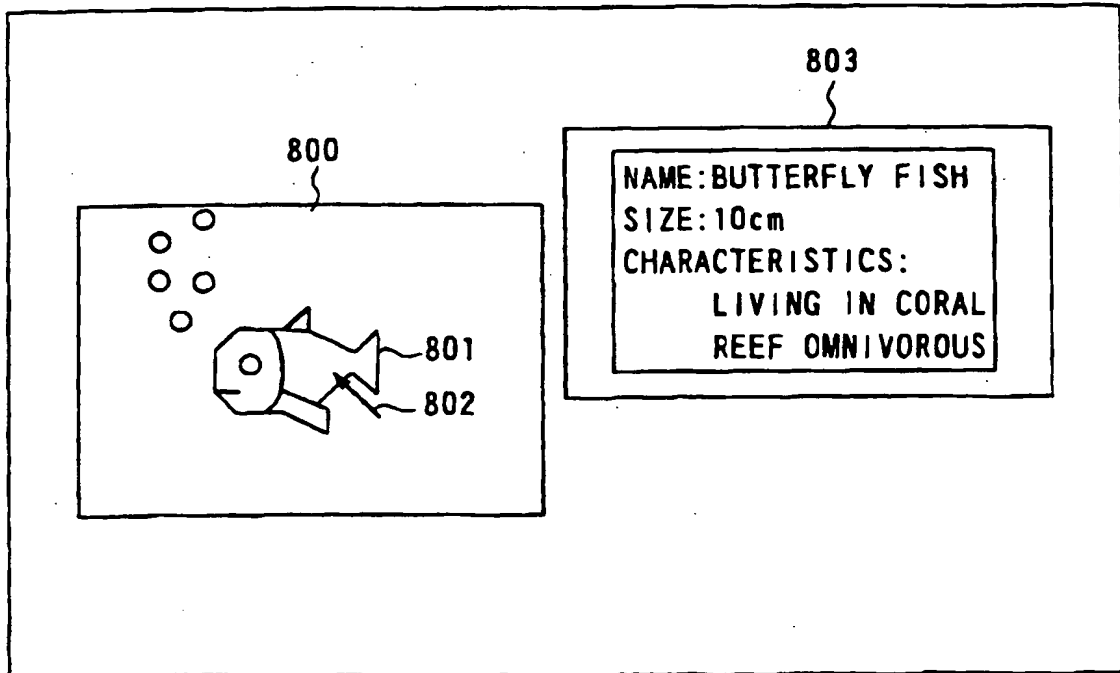 803
800
NAME:BUTTERFLY FISH
SIZE:10cm
CHARACTERISTICS:
LIVING IN CORAL
REEF OMNIVOROUS
801
802